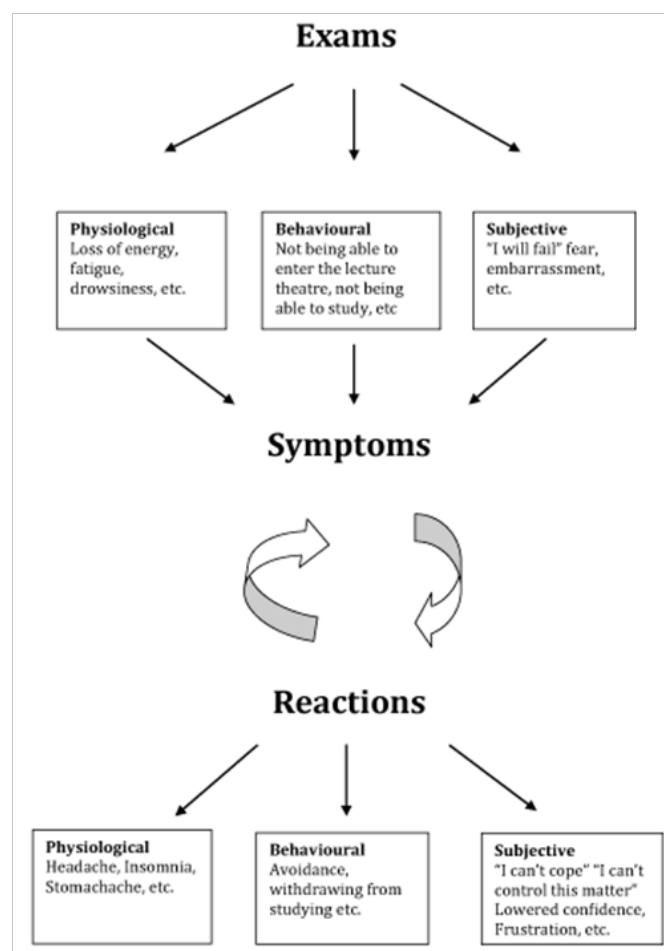 Exams
Physiological
Loss of energy,
fatigue,
drowsiness, etc.
Behavioural
Not being able to
enter the lecture
theatre, not being
able to study, etc
Subjective
"I will fail" fear,
embarrassment,
etc.
Symptoms
Reactions
Physiological
Headache, Insomnia,
Stomachache, etc.
Behavioural
Avoidance,
withdrawing from
studying etc.
Subjective
"I can't cope" "I can't
control this matter"
Lowered confidence,
Frustration, etc.